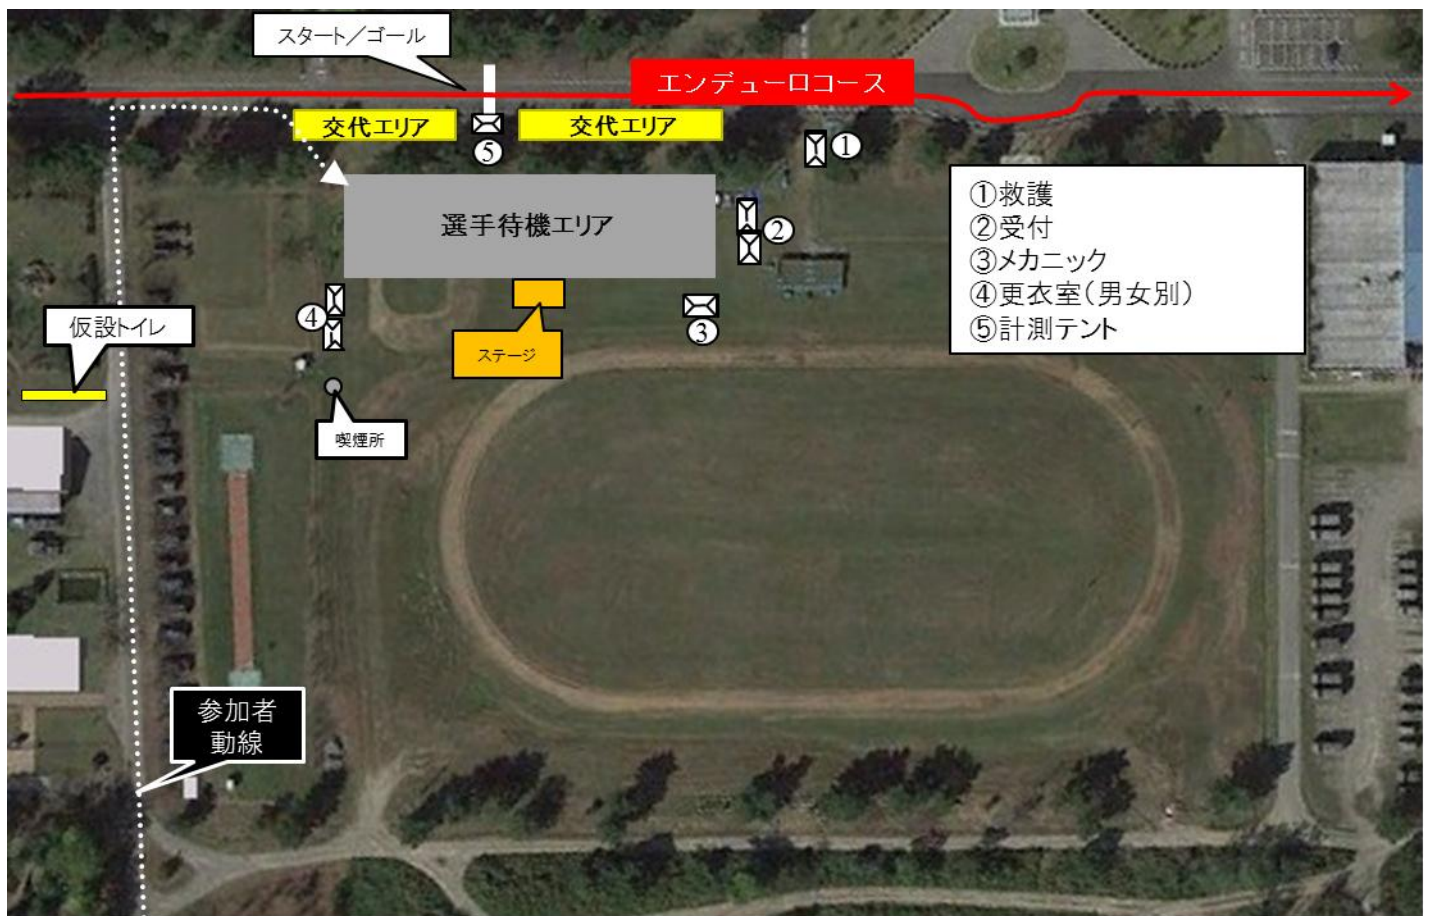 スタート／ゴール
エンデューロコース
交代エリア
交代エリア
⑤
①
選手待機エリア
②
①救護
②受付
③メカニック
④更衣室（男女別）
⑤計測テント
④
③
仮設トイレ
ステージ
喫煙所
参加者
動線